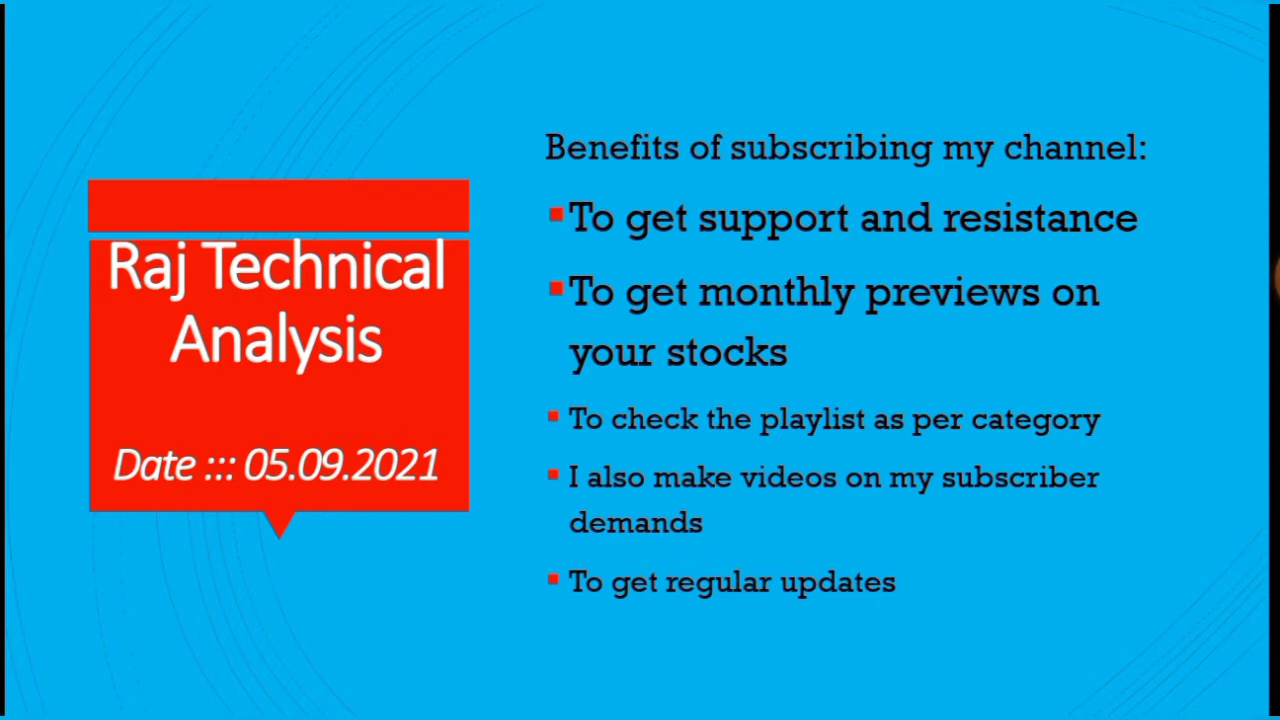 Raj Technical
Analysis
Date ::: 05.09.2021
Benefits of subscribing my channel:
To get support and resistance
To get monthly previews on
your stocks
To check the playlist as per category
I also make videos on my subscriber
demands
To get regular updates